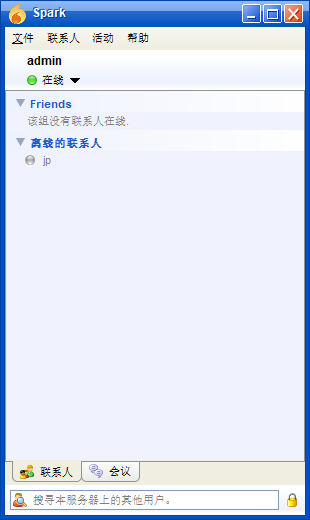 Spark
文件 联系人 活动 帮助
admin
在线
Friends
该组没有联系人在线.
离线的联系人
jp
联系人 会议
搜寻本服务器上的其他用户。